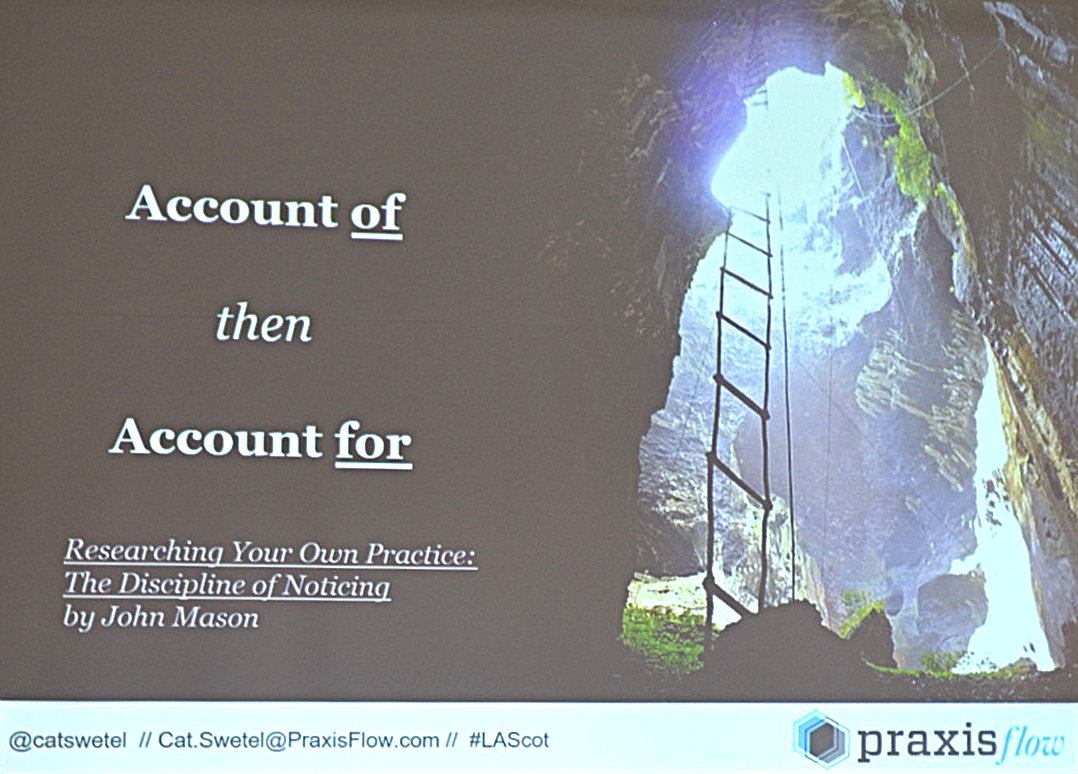 Account of
then
Account for
Researching Your Own Practice:
The Discipline of Noticing
by John Mason
@catswetel // Cat.Swetel@PraxisFlow.com // #LAScot
praxisflow